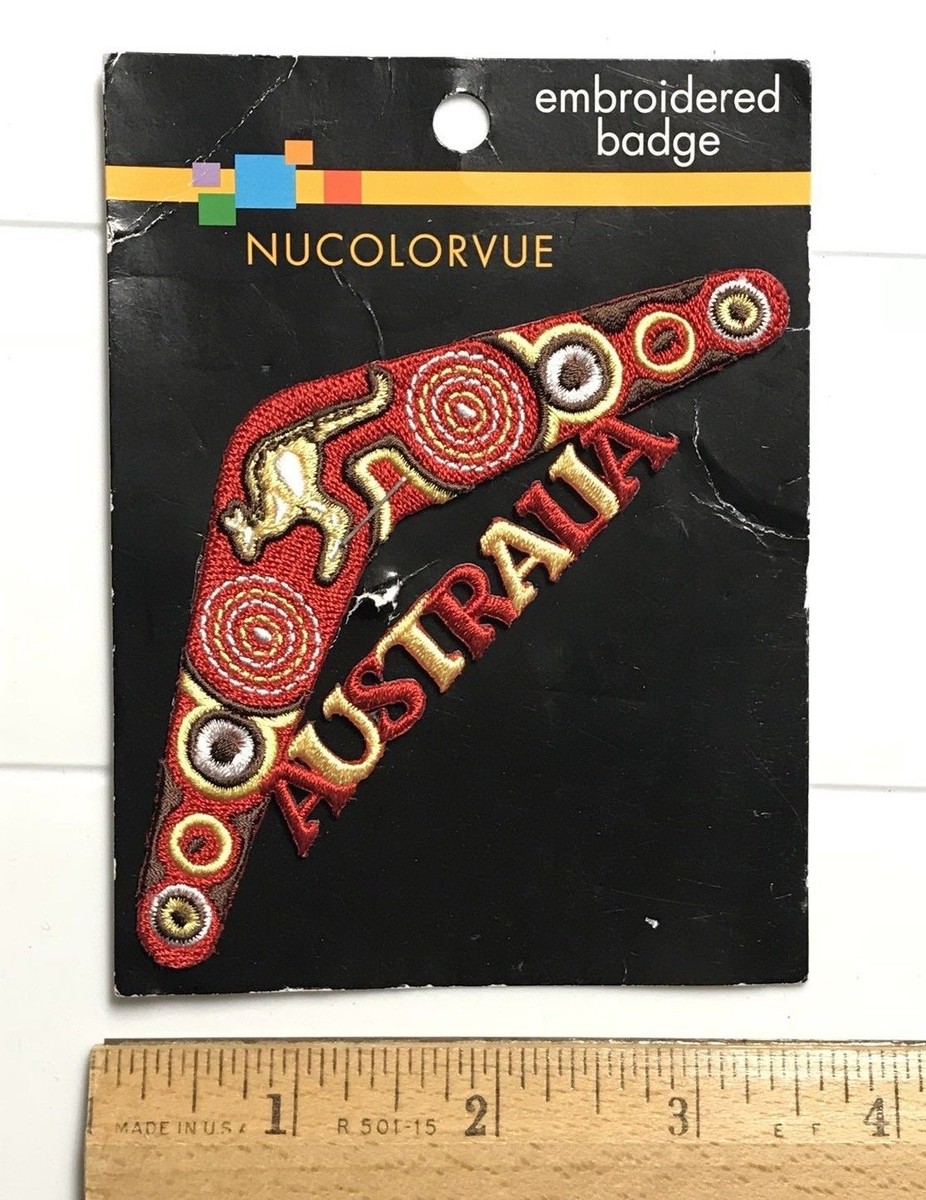 embroidered
badge
NUCOLORVUE
AUSTRALIA
1 2 3 4
MADE IN U.S.A R 501-15 E F